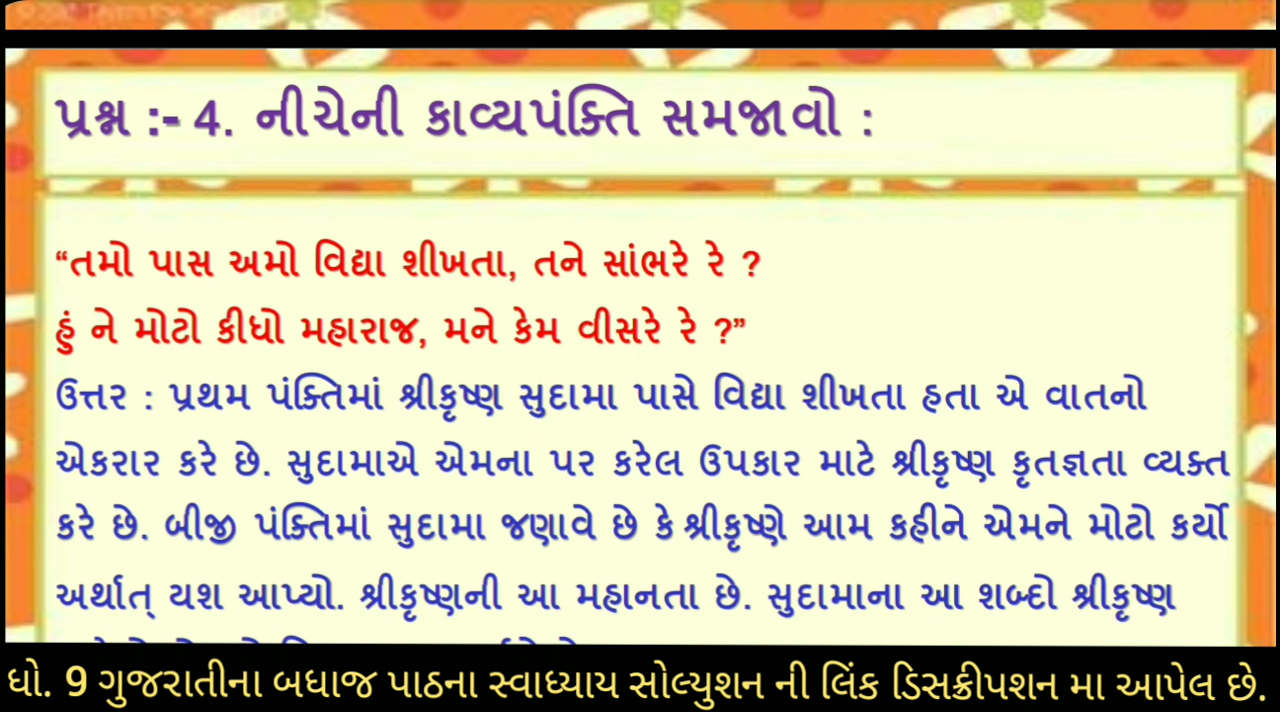 પ્રશ્ન :- 4. નીચેની કાવ્યપંક્તિ સમજાવો :
“તમો પાસ અમો વિદ્યા શીખતા, તને સાંભરે રે ?
હું ને મોટો કીધો મહારાજ, મને કેમ વીસરે રે ?”
ઉત્તર : પ્રથમ પંક્તિમાં શ્રીકૃષ્ણ સુદામા પાસે વિદ્યા શીખતા હતા એ વાતનો
એકરાર કરે છે. સુદામાએ એમના પર કરેલ ઉપકાર માટે શ્રીકૃષ્ણ કૃતજ્ઞતા વ્યક્ત
કરે છે. બીજી પંક્તિમાં સુદામા જણાવે છે કે શ્રીકૃષ્ણે આમ કહીને એમને મોટો કર્યો
અર્થાત્ યશ આપ્યો. શ્રીકૃષ્ણની આ મહાનતા છે. સુદામાના આ શબ્દો શ્રીકૃષ્ણ
ધો. 9 ગુજરાતીના બધાજ પાઠના સ્વાધ્યાય સોલ્યુશન ની લિંક ડિસક્રીપશન મા આપેલ છે.